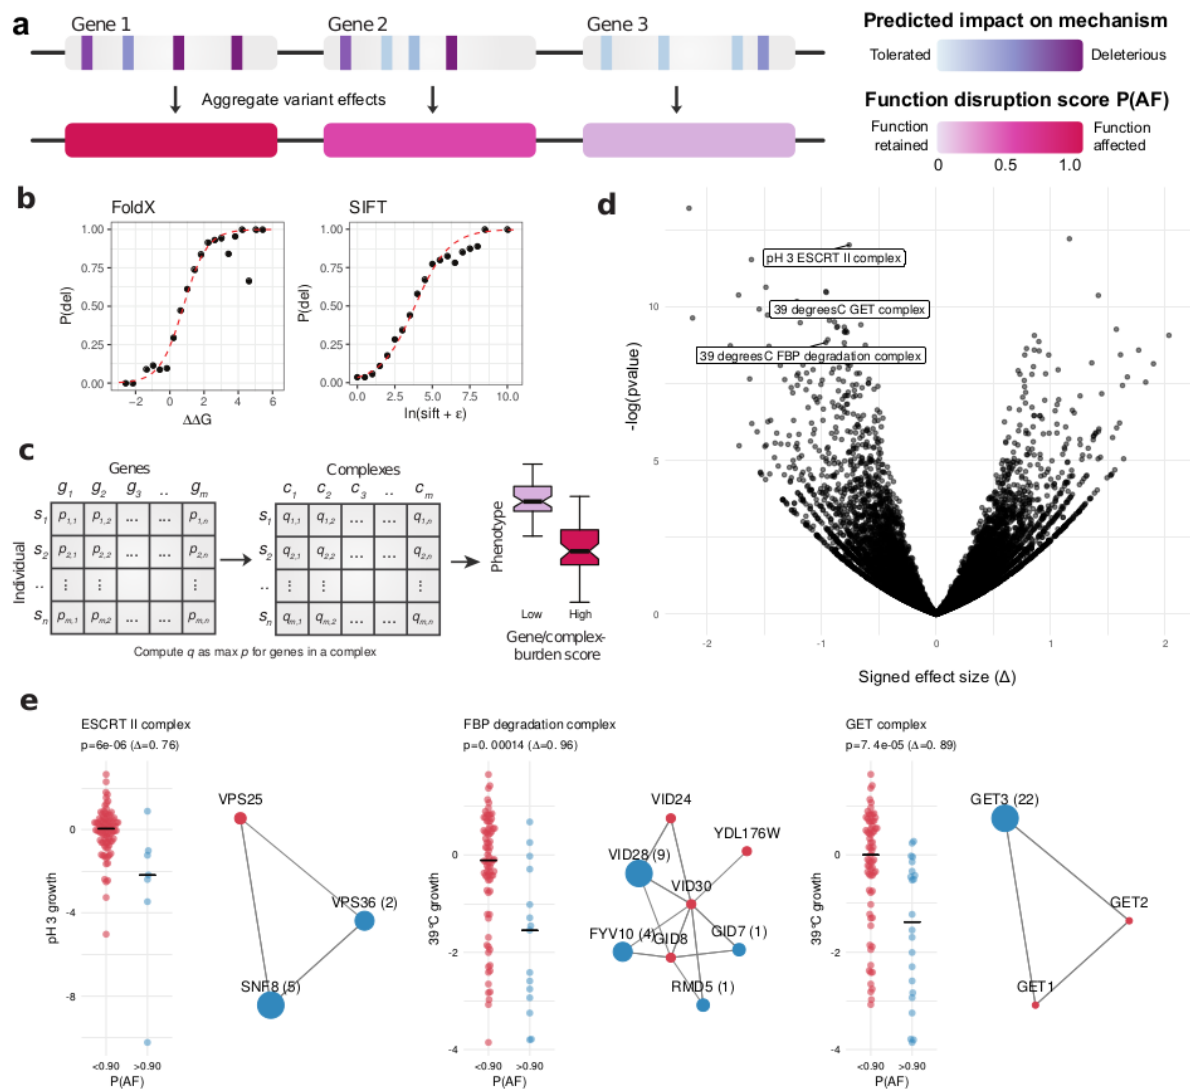 a
Gene 1
Gene 2
Gene 3
Predicted impact on mechanism
Tolerated
Deleterious
Aggregate variant effects
Function disruption score P(AF)
Function retained
Function affected
0
0.5
1.0
b
FoldX
P(del)
1.00
0.75
0.50
0.25
0.00
−2
0
2
4
6
ΔΔG
SIFT
P(del)
1.00
0.75
0.50
0.25
0.00
0.0
2.5
5.0
7.5
10.0
ln(sift + ε)
c
Genes
g1 g2 g3 .. gm
Individual
S1 p1,1 p1,2 ... ... p1,n
S2 p2,1 p2,2 ... ... p2,n
.. ⋮ ⋮ ⋮
Sn pm,1 pm,2 ... ... pm,n
Complexes
c1 c2 c3 .. cm
S1 q1,1 q1,2 ... ... q1,n
S2 q2,1 q2,2 ... ... q2,n
.. ⋮ ⋮ ⋮
Sn qm,1 qm,2 ... ... qm,n
Compute q as max p for genes in a complex
Phenotype
Low
High
Gene/complex-
burden score
d
-log(pvalue)
10
5
0
pH 3 ESCRT II complex
39 degreesC GET complex
39 degreesC FBP degradation complex
-2
-1
0
1
2
Signed effect size (Δ)
e
ESCRT II complex
p=6e-06 (Δ=0.76)
pH 3 growth
0
-4
-8
<0.90
>0.90
P(AF)
VPS25
VPS36 (2)
SNF8 (5)
FBP degradation complex
p=0.00014 (Δ=0.96)
39°C growth
0
-2
-4
<0.90
>0.90
P(AF)
VID24
YDL176W
VID28 (9)
VID30
FYV10 (4)
GID8
GID7 (1)
RMD5 (1)
GET complex
p=7.4e-05 (Δ=0.89)
39°C growth
0
-2
-4
<0.90
>0.90
P(AF)
GET3 (22)
GET2
GET1